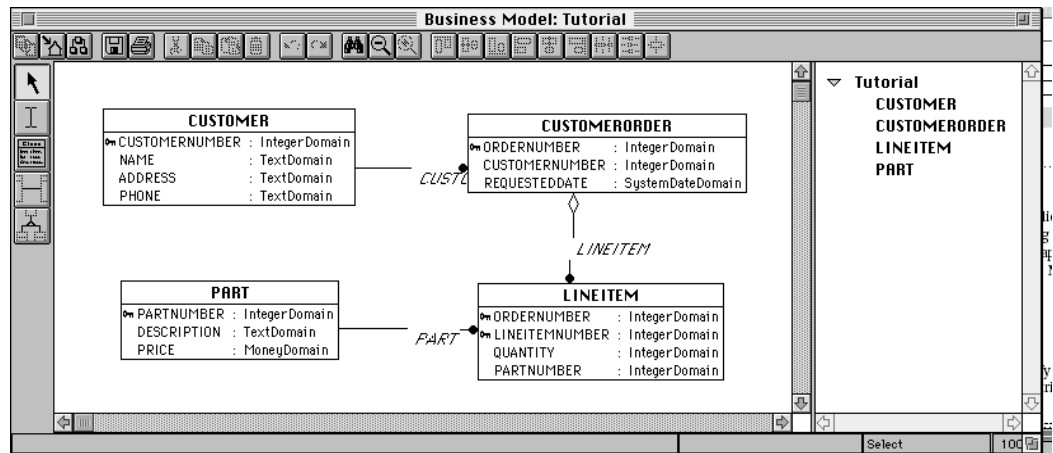 Business Model: Tutorial
CUSTOMER
CUSTOMERNUMBER : IntegerDomain
NAME : TextDomain
ADDRESS : TextDomain
PHONE : TextDomain
CUSTO
CUSTOMERORDER
ORDERNUMBER : IntegerDomain
CUSTOMERNUMBER : IntegerDomain
REQUESTEDDATE : SystemDateDomain
LINEITEM
PART
PARTNUMBER : IntegerDomain
DESCRIPTION : TextDomain
PRICE : MoneyDomain
PART
LINEITEM
ORDERNUMBER : IntegerDomain
LINEITEMNUMBER : IntegerDomain
QUANTITY : IntegerDomain
PARTNUMBER : IntegerDomain
Tutorial
CUSTOMER
CUSTOMERORDER
LINEITEM
PART
Select
100